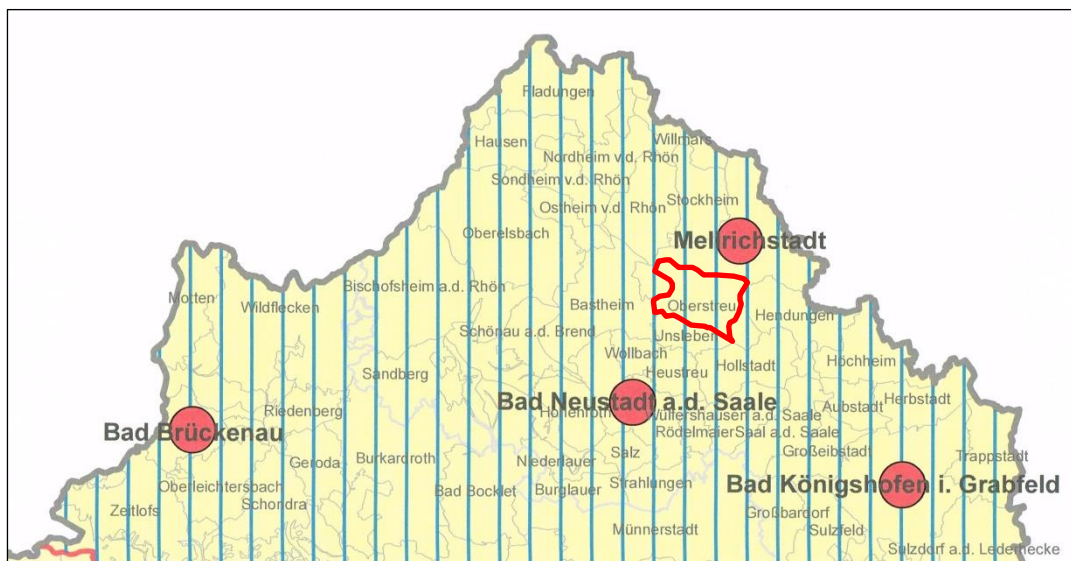 Fladungen
Willmars
Hausen
Nordheim v.d. Rhön
Sondheim v.d. Rhön
Stockheim
Ostheim v.d. Rhön
Oberelsbach
Mellrichstadt
Bischofsheim a.d. Rhön
Motten
Wildflecken
Bastheim
Oberstreu
Hendungen
Schönau a.d. Brend
Unsleben
Wollbach
Hollstadt
Höchheim
Heustreu
Sandberg
Herbstadt
Bad Neustadt a.d. Saale
Aubstadt
Riedenberg
Hohenroth
Wülfershausen a.d. Saale
Bad Brückenau
Rödelmaier
Saal a.d. Saale
Großeibstadt
Salz
Trappstadt
Burkardroth
Geroda
Niederlauer
Strahlungen
Bad Königshofen i. Grabfeld
Oberleichtersbach
Bad Bocklet
Burglauer
Schondra
Zeitlofs
Großbardorf
Münnerstadt
Sulzfeld
Sulzdorf a.d. Lederhecke